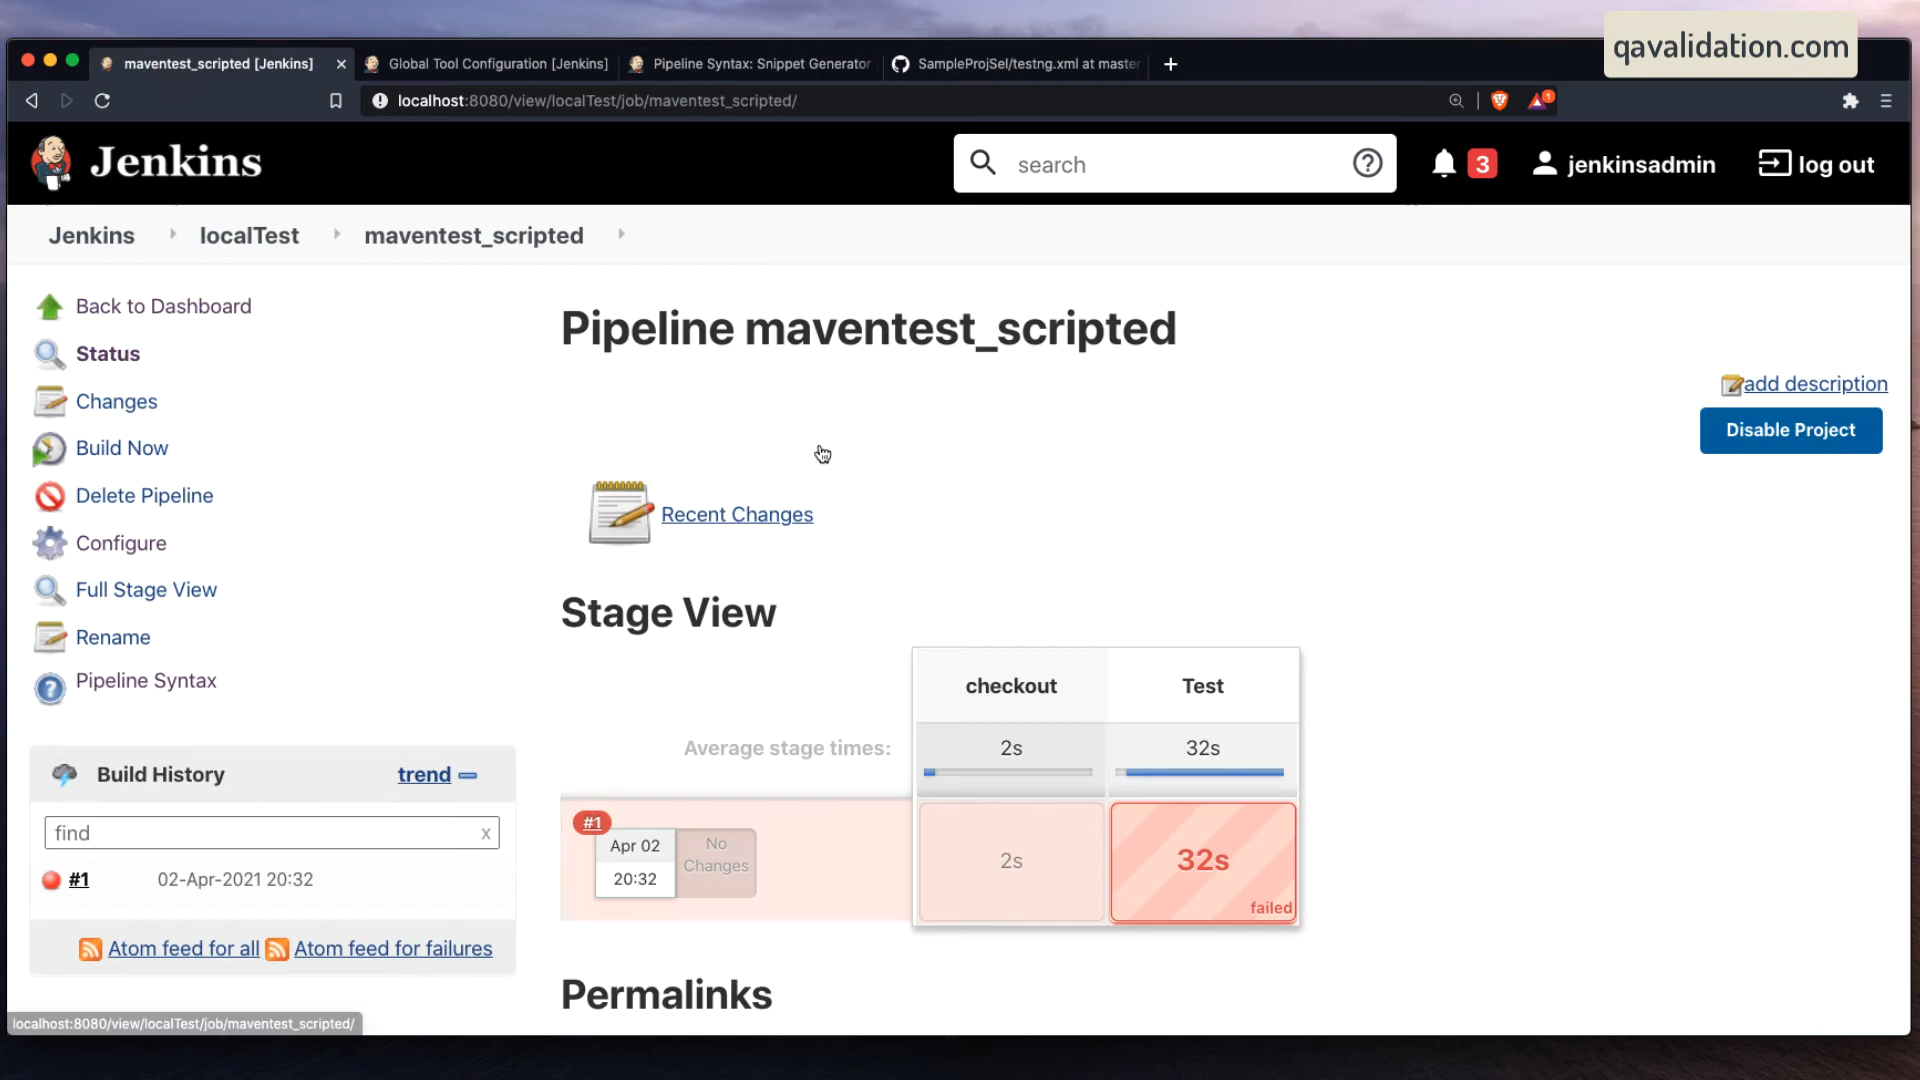 qavalidation.com
maventest_scripted [Jenkins]
Global Tool Configuration [Jenkins]
Pipeline Syntax: Snippet Generator
SampleProjSel/testng.xml at master
localhost:8080/view/localTest/job/maventest_scripted/
1
Jenkins
search
3
jenkinsadmin
log out
Jenkins
localTest
maventest_scripted
Back to Dashboard
Status
Changes
Build Now
Delete Pipeline
Configure
Full Stage View
Rename
Pipeline Syntax
Build History
trend
find
x
#1
02-Apr-2021 20:32
Atom feed for all
Atom feed for failures
Pipeline maventest_scripted
add description
Disable Project
Recent Changes
Stage View
checkout
Test
Average stage times:
2s
32s
#1
Apr 02
20:32
No
Changes
2s
32s
failed
Permalinks
localhost:8080/view/localTest/job/maventest_scripted/